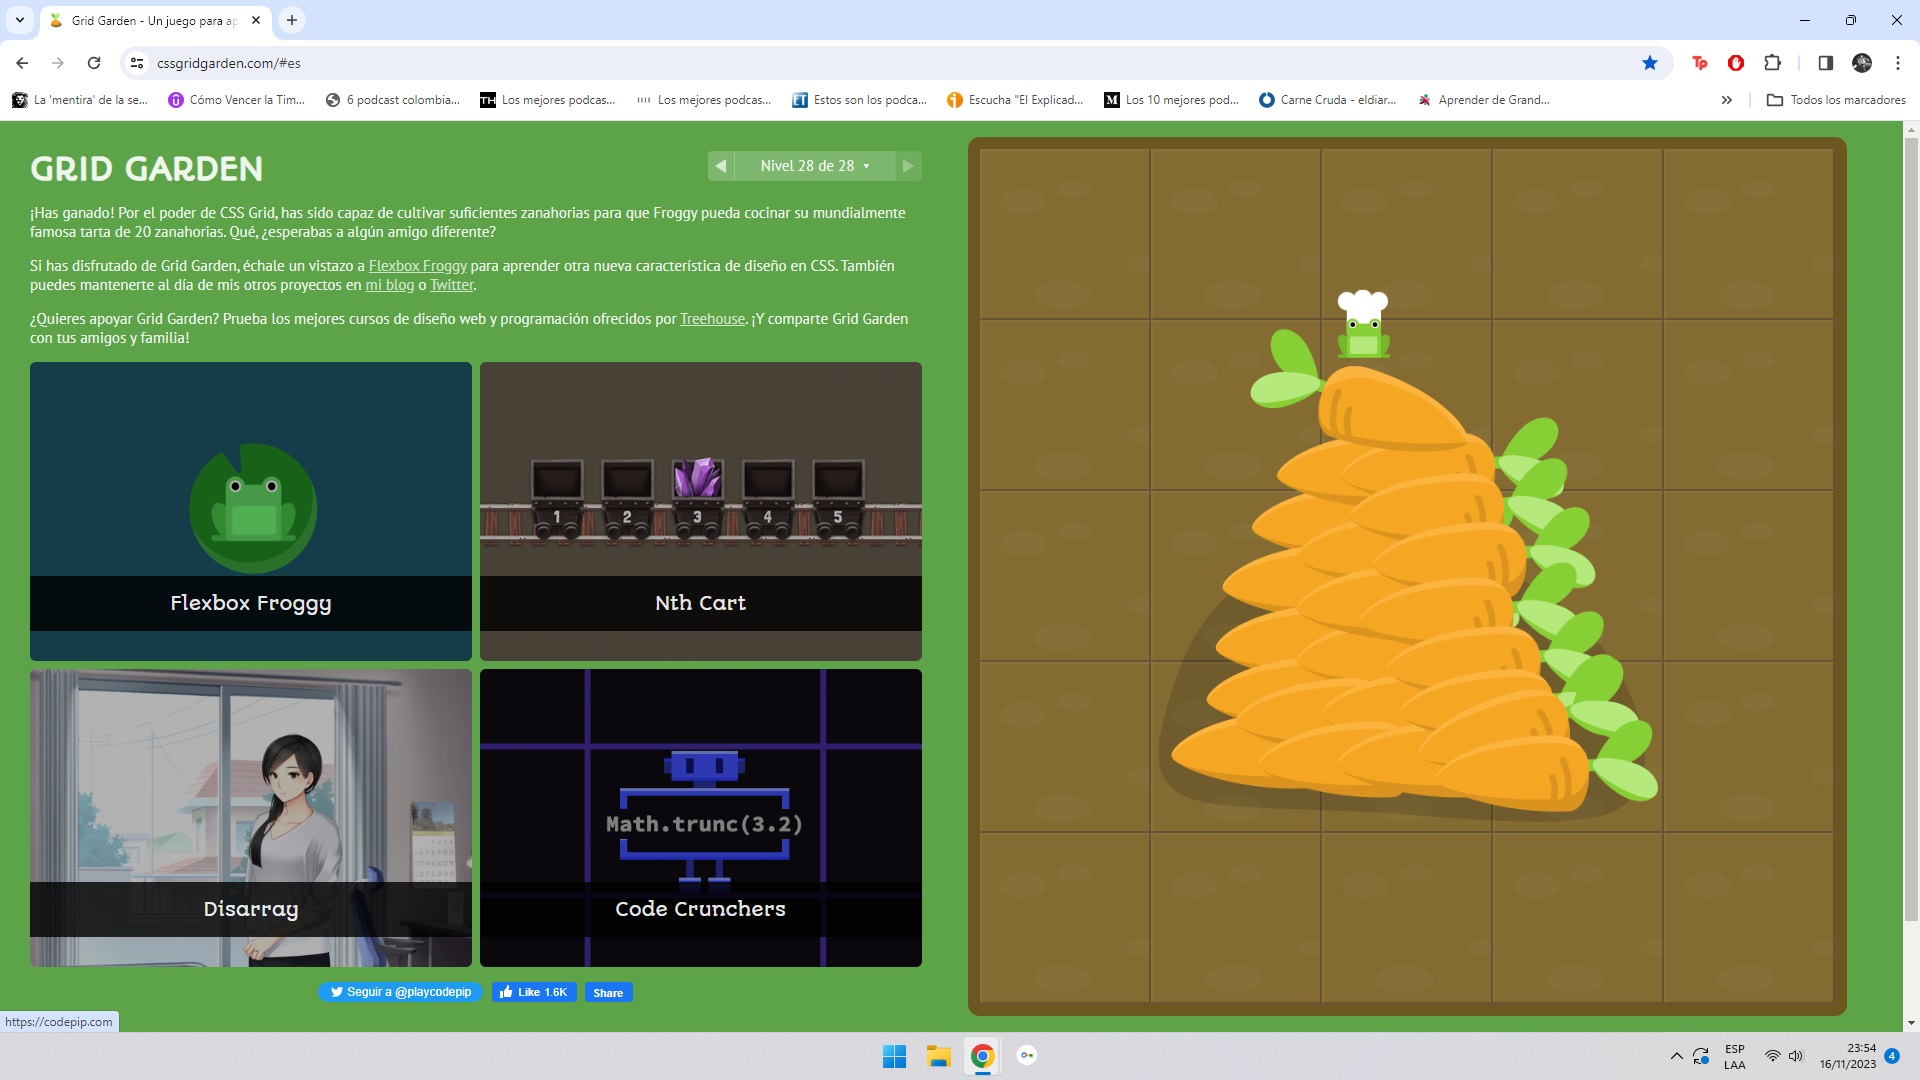 Grid Garden - Un juego para ap
cssgridgarden.com/#es
Tp
La 'mentira' de la se...
Cómo Vencer la Tim...
6 podcast colombia...
TH Los mejores podcas...
Los mejores podcas...
ET Estos son los podca...
Escucha "El Explicad...
M Los 10 mejores pod...
Carne Cruda - eldiar...
Aprender de Grand...
Todos los marcadores
GRID GARDEN
Nivel 28 de 28
¡Has ganado! Por el poder de CSS Grid, has sido capaz de cultivar suficientes zanahorias para que Froggy pueda cocinar su mundialmente
famosa tarta de 20 zanahorias. Qué, ¿esperabas a algún amigo diferente?
Si has disfrutado de Grid Garden, échale un vistazo a Flexbox Froggy para aprender otra nueva característica de diseño en CSS. También
puedes mantenerte al día de mis otros proyectos en mi blog o Twitter.
¿Quieres apoyar Grid Garden? Prueba los mejores cursos de diseño web y programación ofrecidos por Treehouse. ¡Y comparte Grid Garden
con tus amigos y familia!
Flexbox Froggy
1 2 3 4 5
Nth Cart
Disarray
Math.trunc(3.2)
Code Crunchers
Seguir a @playcodepip
Like 1.6K
Share
https://codepip.com
ESP
LAA
23:54
16/11/2023
4